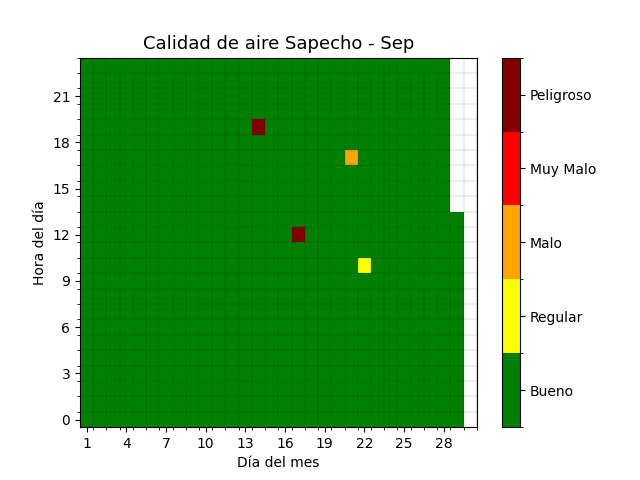 Calidad de aire Sapecho - Sep
Hora del día
21
18
15
12
9
6
3
0
1 4 7 10 13 16 19 22 25 28
Día del mes
Peligroso
Muy Malo
Malo
Regular
Bueno